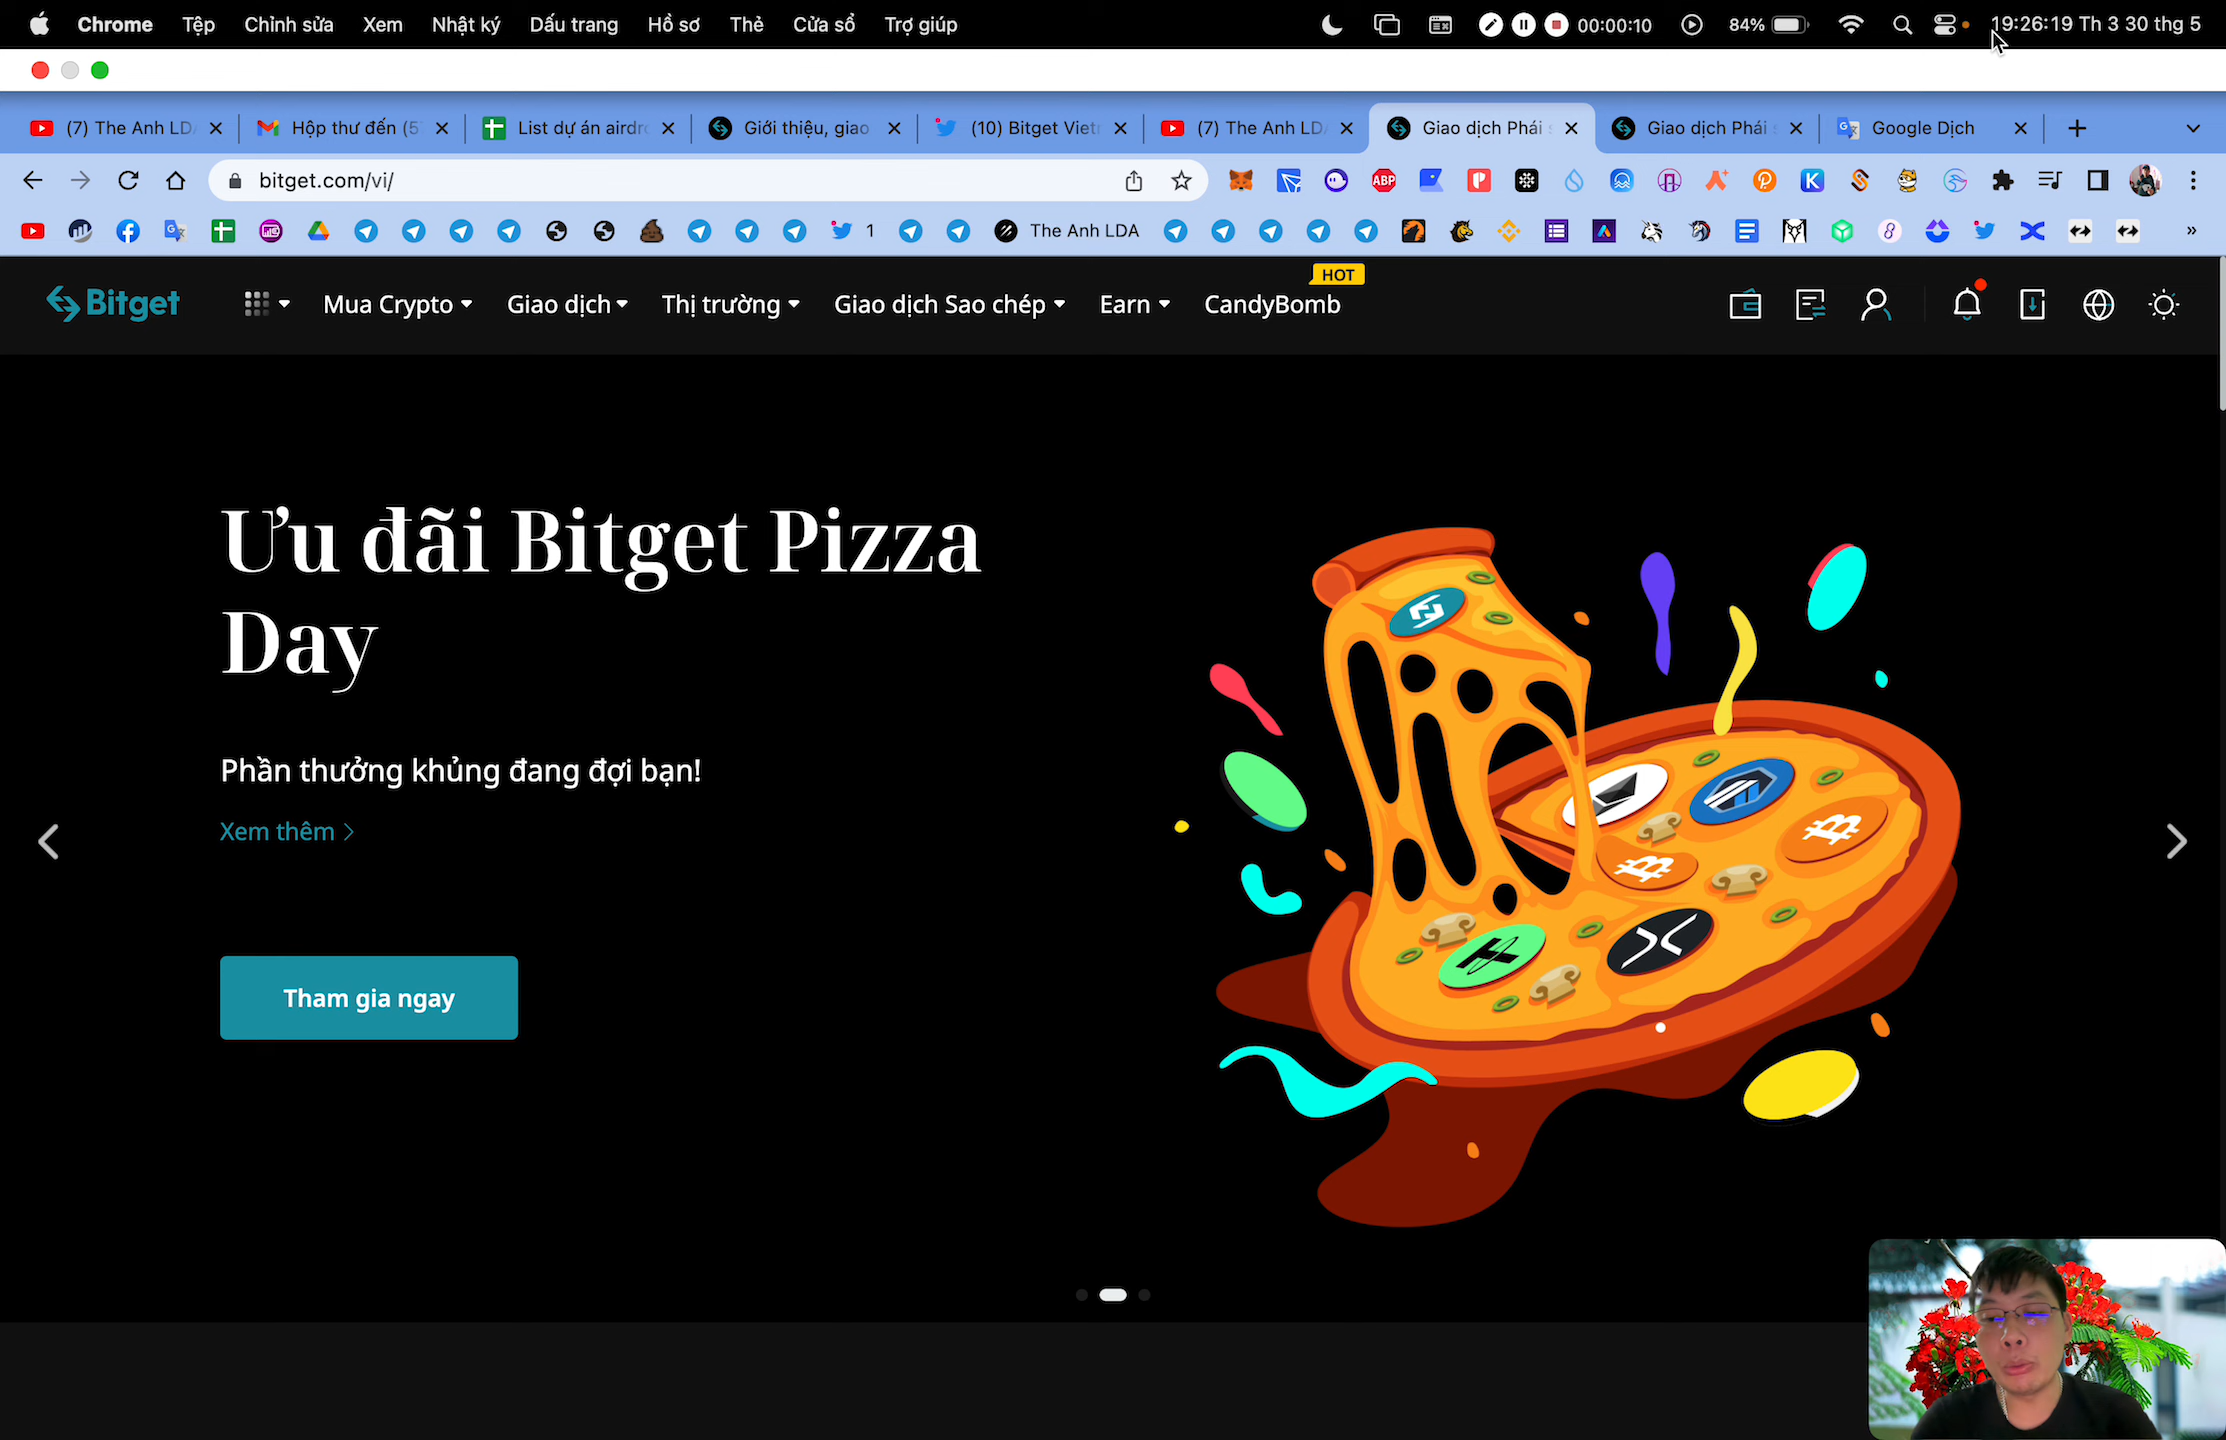 Chrome Tệp Chỉnh sửa Xem Nhật ký Dấu trang Hồ sơ Thẻ Cửa sổ Trợ giúp 00:00:10 84% 19:26:19 Th 3 30 thg 5
(7) The Anh LDA Hộp thư đến (5 List dự án airdr Giới thiệu, giao (10) Bitget Viet (7) The Anh LDA Giao dịch Phái Giao dịch Phái Google Dịch
bitget.com/vi/
ABP
1 The Anh LDA
HOT
Bitget Mua Crypto Giao dịch Thị trường Giao dịch Sao chép Earn CandyBomb
Ưu đãi Bitget Pizza
Day
Phần thưởng khủng đang đợi bạn!
Xem thêm
Tham gia ngay